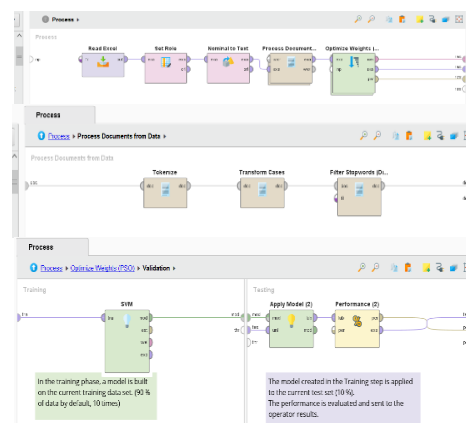 Process
Process
Read Excel
Set Role
Nominal to Text
Process Document...
Optimize Weights (...
Process
Process ▸ Process Documents from Data ▸
Process Documents from Data
Tokenize
Transform Cases
Filter Stopwords (Di...
Process
Process ▸ Optimize Weights (PSO) ▸ Validation ▸
Training
Testing
SVM
Apply Model (2)
Performance (2)
In the training phase, a model is built
on the current training data set. (90 %
of data by default, 10 times)
The model created in the Training step is applied
to the current test set (10 %).
The performance is evaluated and sent to the
operator results.